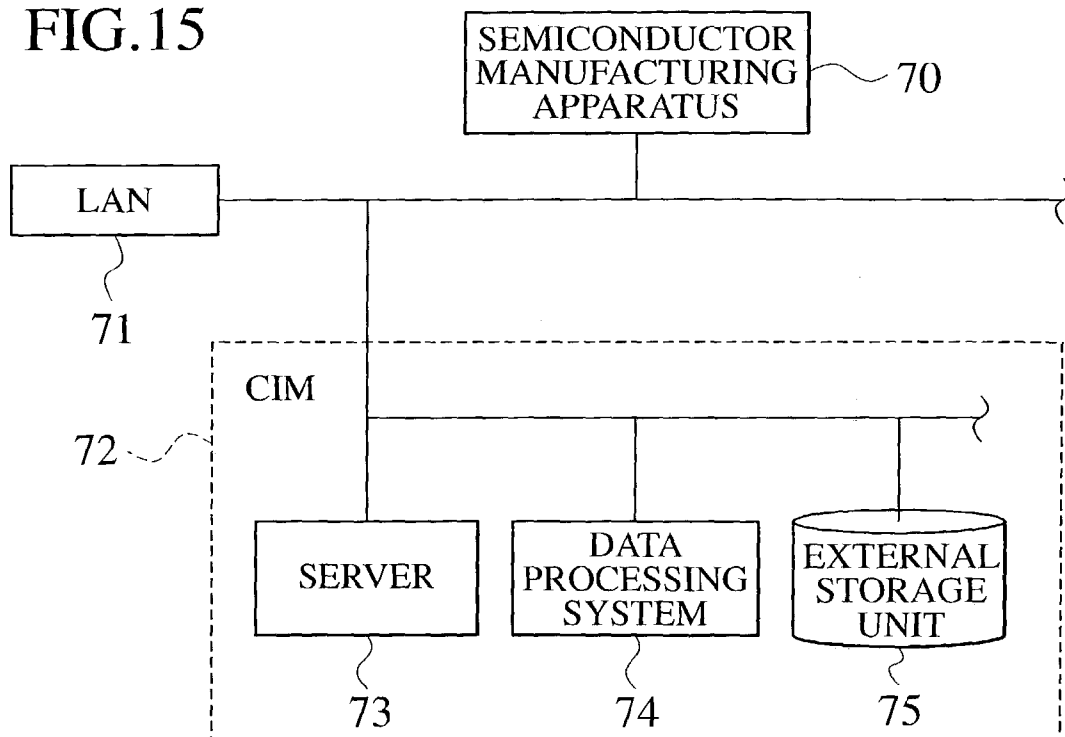 FIG.15
SEMICONDUCTOR
MANUFACTURING
APPARATUS
70
LAN
71
CIM
72
SERVER
DATA
PROCESSING
SYSTEM
EXTERNAL
STORAGE
UNIT
73
74
75